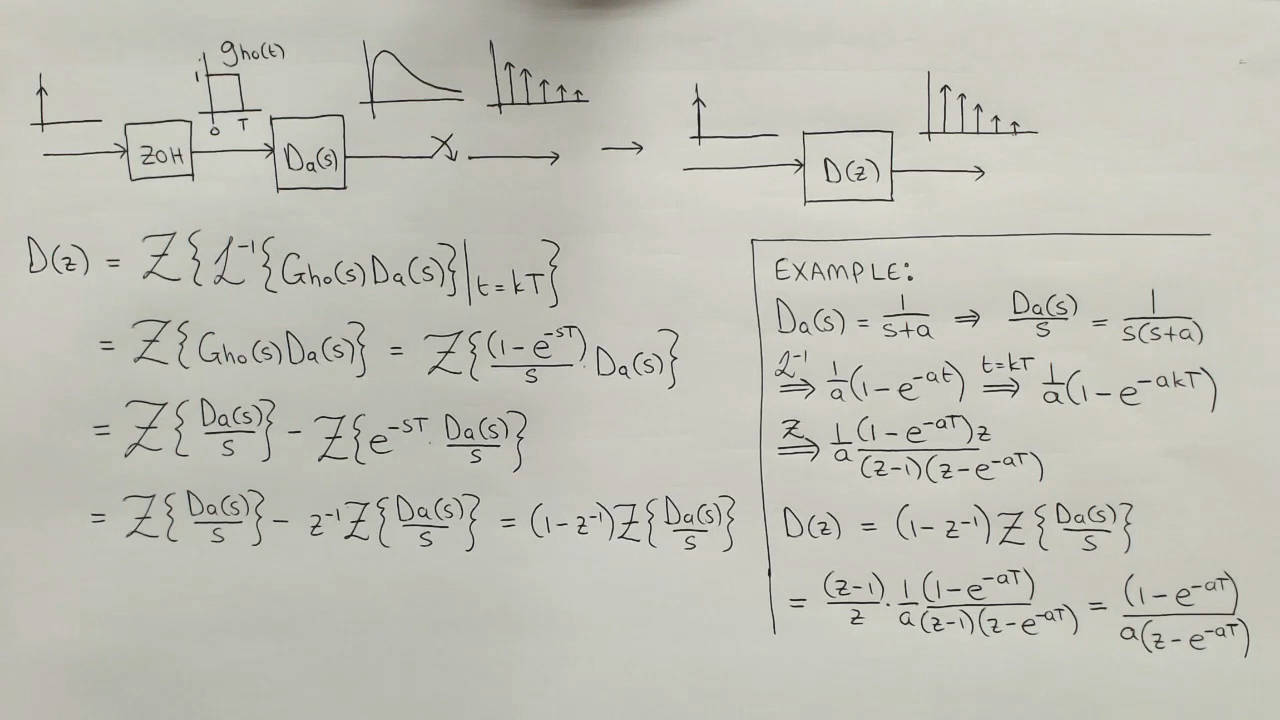 gho(t)
1
0 T
ZOH
Da(s)
D(z)
D(z) = Z{L⁻¹{Gho(s)Da(s)}|t=kT}
= Z{Gho(s)Da(s)} = Z{(1-e^-sT)/s · Da(s)}
= Z{Da(s)/s} - Z{e^-sT · Da(s)/s}
= Z{Da(s)/s} - z⁻¹Z{Da(s)/s} = (1-z⁻¹)Z{Da(s)/s}
EXAMPLE:
Da(s) = 1/(s+a) ⇒ Da(s)/s = 1/(s(s+a))
L⁻¹ ⇒ 1/a(1-e^-at) t=kT ⇒ 1/a(1-e^-akT)
Z ⇒ 1/a (1-e^-aT)z/((z-1)(z-e^-aT))
D(z) = (1-z⁻¹)Z{Da(s)/s}
= (z-1)/z · 1/a (1-e^-aT)/((z-1)(z-e^-aT)) = (1-e^-aT)/(a(z-e^-aT))